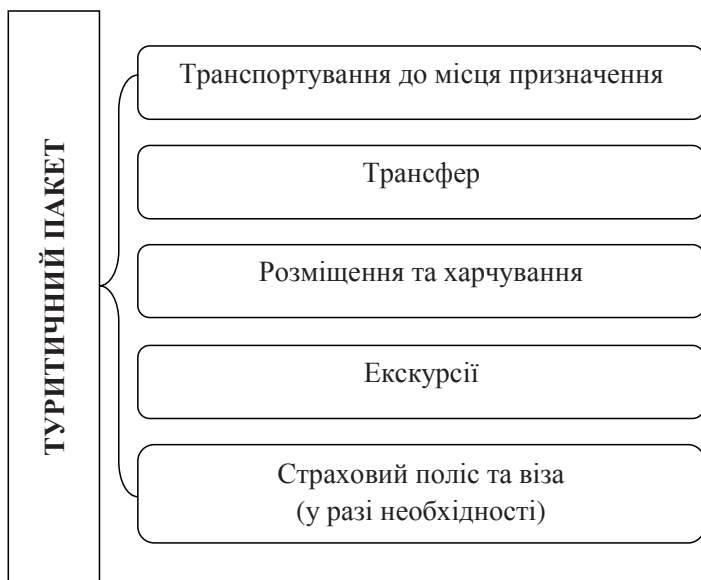 ТУРИТИЧНИЙ ПАКЕТ
Транспортування до місця призначення
Трансфер
Розміщення та харчування
Екскурсії
Страховий поліс та віза
(у разі необхідності)